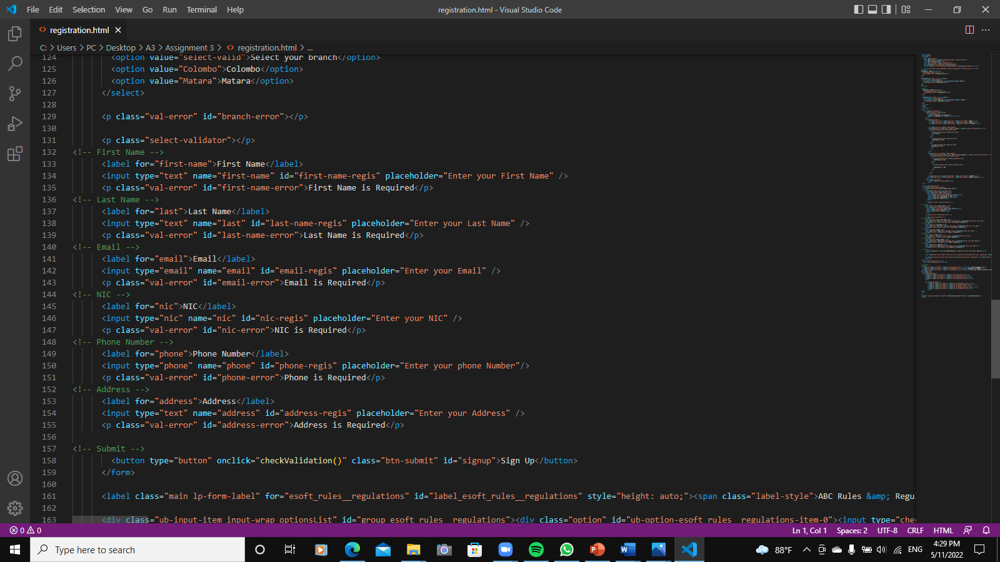 File Edit Selection View Go Run Terminal Help
registration.html - Visual Studio Code
<> registration.html ×
C: > Users > PC > Desktop > A3 > Assignment 3 > <> registration.html > ...
124 <option value="select-valid">Select your branch</option>
125 <option value="Colombo">Colombo</option>
126 <option value="Matara">Matara</option>
127 </select>
128
129 <p class="val-error" id="branch-error"></p>
130
131 <p class="select-validator"></p>
132 <!-- First Name -->
133 <label for="first-name">First Name</label>
134 <input type="text" name="first-name" id="first-name-regis" placeholder="Enter your First Name" />
135 <p class="val-error" id="first-name-error">First Name is Required</p>
136 <!-- Last Name -->
137 <label for="last">Last Name</label>
138 <input type="text" name="last" id="last-name-regis" placeholder="Enter your Last Name" />
139 <p class="val-error" id="last-name-error">Last Name is Required</p>
140 <!-- Email -->
141 <label for="email">Email</label>
142 <input type="email" name="email" id="email-regis" placeholder="Enter your Email" />
143 <p class="val-error" id="email-error">Email is Required</p>
144 <!-- NIC -->
145 <label for="nic">NIC</label>
146 <input type="nic" name="nic" id="nic-regis" placeholder="Enter your NIC" />
147 <p class="val-error" id="nic-error">NIC is Required</p>
148 <!-- Phone Number -->
149 <label for="phone">Phone Number</label>
150 <input type="phone" name="phone" id="phone-regis" placeholder="Enter your phone Number"/>
151 <p class="val-error" id="phone-error">Phone is Required</p>
152 <!-- Address -->
153 <label for="address">Address</label>
154 <input type="text" name="address" id="address-regis" placeholder="Enter your Address" />
155 <p class="val-error" id="address-error">Address is Required</p>
156
157 <!-- Submit -->
158 <button type="button" onclick="checkValidation()" class="btn-submit" id="signup">Sign Up</button>
159 </form>
160
161 <label class="main lp-form-label" for="esoft_rules__regulations" id="label_esoft_rules__regulations" style="height: auto;"><span class="label-style">ABC Rules &amp; Regu
162
163 <div class="ub-input-item input-wrap optionsList" id="group_esoft_rules__regulations"><div class="option" id="ub-option-esoft_rules__regulations-item-0"><input type="che
0 0
Ln 1, Col 1 Spaces: 2 UTF-8 CRLF HTML
Type here to search
88°F
ENG
4:29 PM
5/11/2022